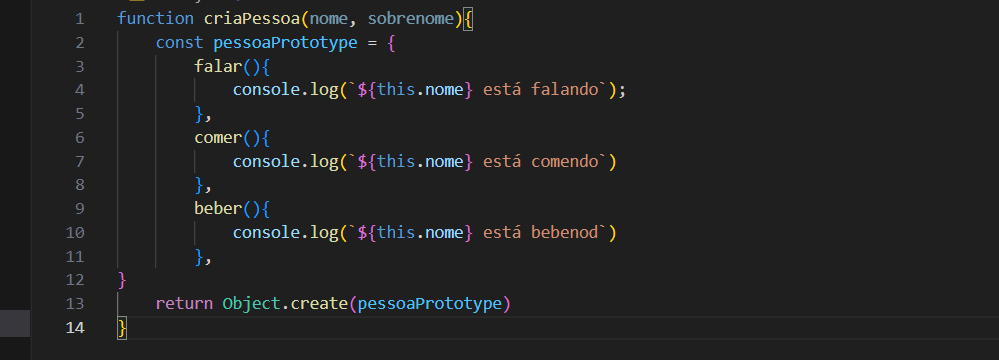 1 function criaPessoa(nome, sobrenome){
2     const pessoaPrototype = {
3         falar(){
4             console.log(`${this.nome} está falando`);
5         },
6         comer(){
7             console.log(`${this.nome} está comendo`)
8         },
9         beber(){
10             console.log(`${this.nome} está bebenod`)
11         },
12 }
13     return Object.create(pessoaPrototype)
14 }